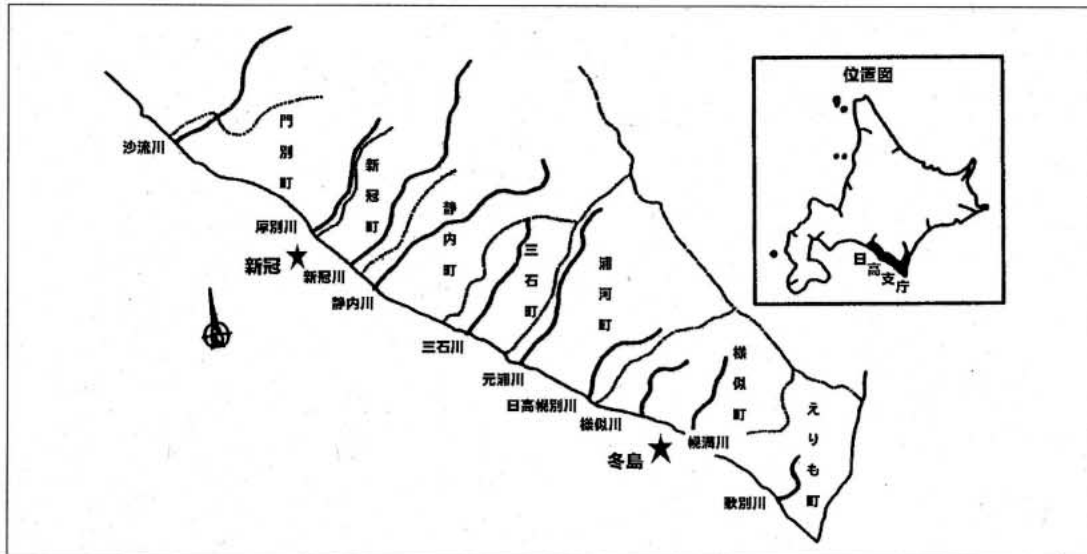 位置図
日高支庁
沙流川
門別町
厚別川
新冠町
新冠
新冠川
静内町
静内川
三石町
三石川
浦河町
元浦川
日高幌別川
様似町
様似川
冬島
幌満川
えりも町
歌別川